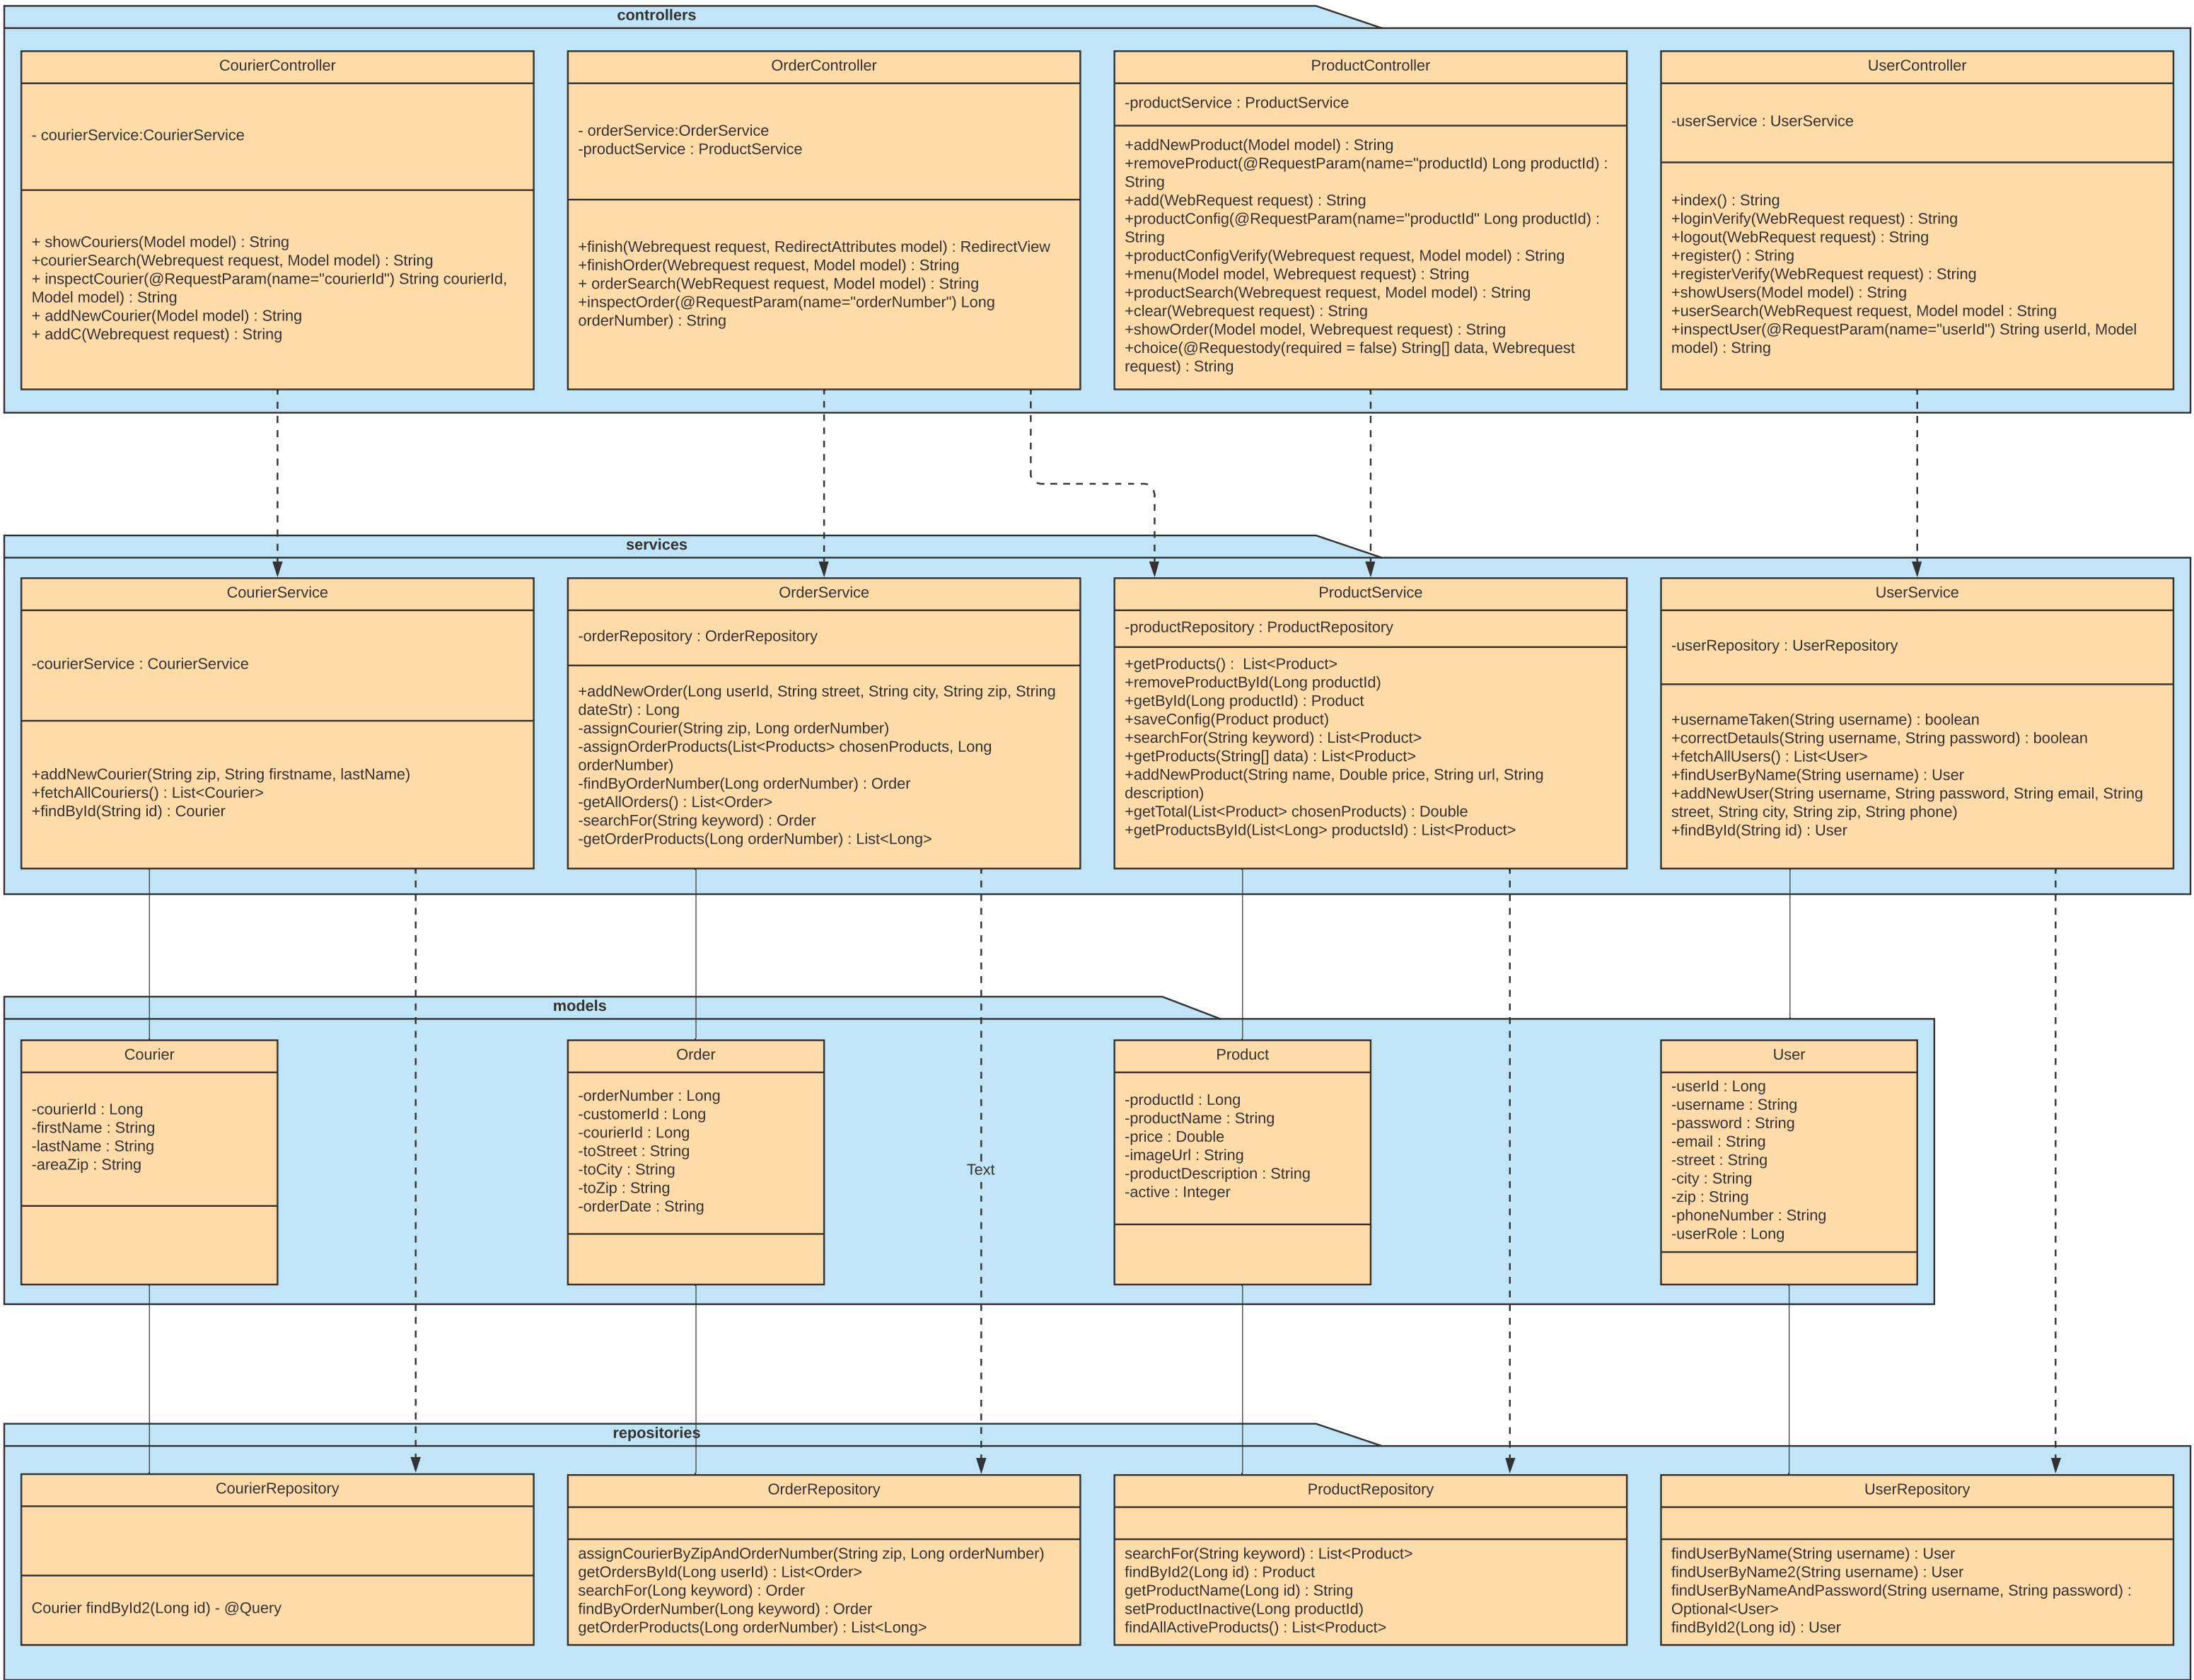 controllers
CourierController
- courierService:CourierService
+ showCouriers(Model model) : String
+courierSearch(Webrequest request, Model model) : String
+ inspectCourier(@RequestParam(name="courierId") String courierId,
Model model) : String
+ addNewCourier(Model model) : String
+ addC(Webrequest request) : String
OrderController
- orderService:OrderService
-productService : ProductService
+finish(Webrequest request, RedirectAttributes model) : RedirectView
+finishOrder(Webrequest request, Model model) : String
+ orderSearch(WebRequest request, Model model) : String
+inspectOrder(@RequestParam(name="orderNumber") Long
orderNumber) : String
ProductController
-productService : ProductService
+addNewProduct(Model model) : String
+removeProduct(@RequestParam(name="productId) Long productId) :
String
+add(WebRequest request) : String
+productConfig(@RequestParam(name="productId" Long productId) :
String
+productConfigVerify(Webrequest request, Model model) : String
+menu(Model model, Webrequest request) : String
+productSearch(Webrequest request, Model model) : String
+clear(Webrequest request) : String
+showOrder(Model model, Webrequest request) : String
+choice(@Requestody(required = false) String[] data, Webrequest
request) : String
UserController
-userService : UserService
+index() : String
+loginVerify(WebRequest request) : String
+logout(WebRequest request) : String
+register() : String
+registerVerify(WebRequest request) : String
+showUsers(Model model) : String
+userSearch(WebRequest request, Model model : String
+inspectUser(@RequestParam(name="userId") String userId, Model
model) : String
services
CourierService
-courierService : CourierService
+addNewCourier(String zip, String firstname, lastName)
+fetchAllCouriers() : List<Courier>
+findById(String id) : Courier
OrderService
-orderRepository : OrderRepository
+addNewOrder(Long userId, String street, String city, String zip, String
dateStr) : Long
-assignCourier(String zip, Long orderNumber)
-assignOrderProducts(List<Products> chosenProducts, Long
orderNumber)
-findByOrderNumber(Long orderNumber) : Order
-getAllOrders() : List<Order>
-searchFor(String keyword) : Order
-getOrderProducts(Long orderNumber) : List<Long>
ProductService
-productRepository : ProductRepository
+getProducts() :  List<Product>
+removeProductById(Long productId)
+getById(Long productId) : Product
+saveConfig(Product product)
+searchFor(String keyword) : List<Product>
+getProducts(String[] data) : List<Product>
+addNewProduct(String name, Double price, String url, String
description)
+getTotal(List<Product> chosenProducts) : Double
+getProductsById(List<Long> productsId) : List<Product>
UserService
-userRepository : UserRepository
+usernameTaken(String username) : boolean
+correctDetauls(String username, String password) : boolean
+fetchAllUsers() : List<User>
+findUserByName(String username) : User
+addNewUser(String username, String password, String email, String
street, String city, String zip, String phone)
+findById(String id) : User
models
Courier
-courierId : Long
-firstName : String
-lastName : String
-areaZip : String
Order
-orderNumber : Long
-customerId : Long
-courierId : Long
-toStreet : String
-toCity : String
-toZip : String
-orderDate : String
Text
Product
-productId : Long
-productName : String
-price : Double
-imageUrl : String
-productDescription : String
-active : Integer
User
-userId : Long
-username : String
-password : String
-email : String
-street : String
-city : String
-zip : String
-phoneNumber : String
-userRole : Long
repositories
CourierRepository
Courier findById2(Long id) - @Query
OrderRepository
assignCourierByZipAndOrderNumber(String zip, Long orderNumber)
getOrdersById(Long userId) : List<Order>
searchFor(Long keyword) : Order
findByOrderNumber(Long keyword) : Order
getOrderProducts(Long orderNumber) : List<Long>
ProductRepository
searchFor(String keyword) : List<Product>
findById2(Long id) : Product
getProductName(Long id) : String
setProductInactive(Long productId)
findAllActiveProducts() : List<Product>
UserRepository
findUserByName(String username) : User
findUserByName2(String username) : User
findUserByNameAndPassword(String username, String password) :
Optional<User>
findById2(Long id) : User